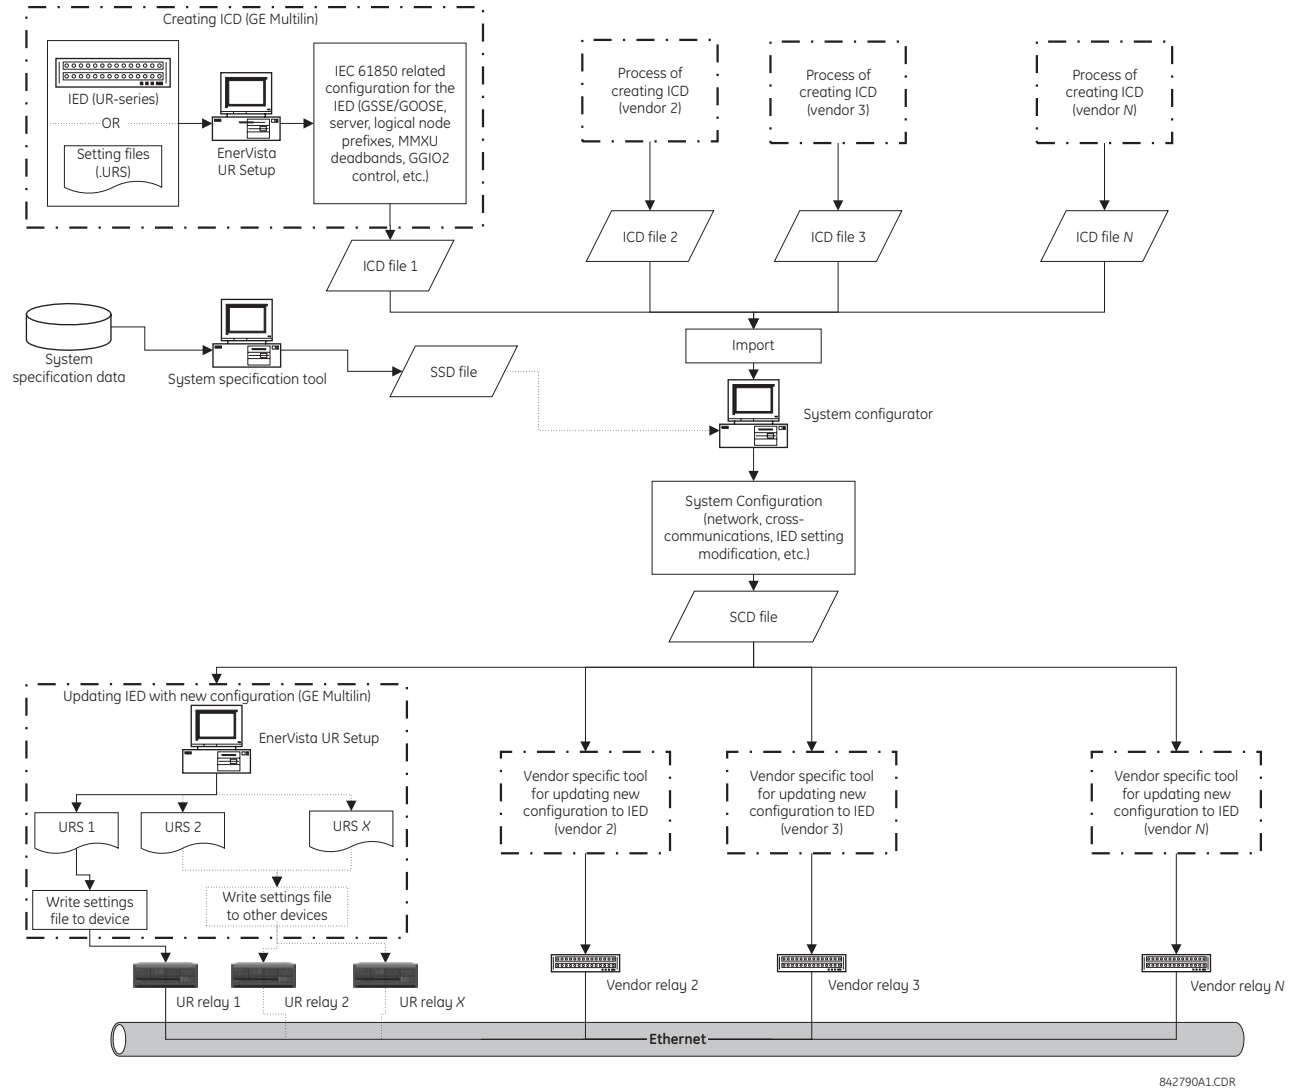 Creating ICD (GE Multilin)
IED (UR-series)
OR
Setting files
(.URS)
EnerVista
UR Setup
IEC 61850 related
configuration for the
IED (GSSE/GOOSE,
server, logical node
prefixes, MMXU
deadbands, GGIO2
control, etc.)
Process of
creating ICD
(vendor 2)
Process of
creating ICD
(vendor 3)
Process of
creating ICD
(vendor N)
ICD file 1
ICD file 2
ICD file 3
ICD file N
System
specification data
System specification tool
SSD file
Import
System configurator
System Configuration
(network, cross-
communications, IED setting
modification, etc.)
SCD file
Updating IED with new configuration (GE Multilin)
EnerVista UR Setup
URS 1
URS 2
URS X
Write settings
file to device
Write settings file
to other devices
Vendor specific tool
for updating new
configuration to IED
(vendor 2)
Vendor specific tool
for updating new
configuration to IED
(vendor 3)
Vendor specific tool
for updating new
configuration to IED
(vendor N)
UR relay 1
UR relay 2
UR relay X
Vendor relay 2
Vendor relay 3
Vendor relay N
Ethernet
842790A1.CDR